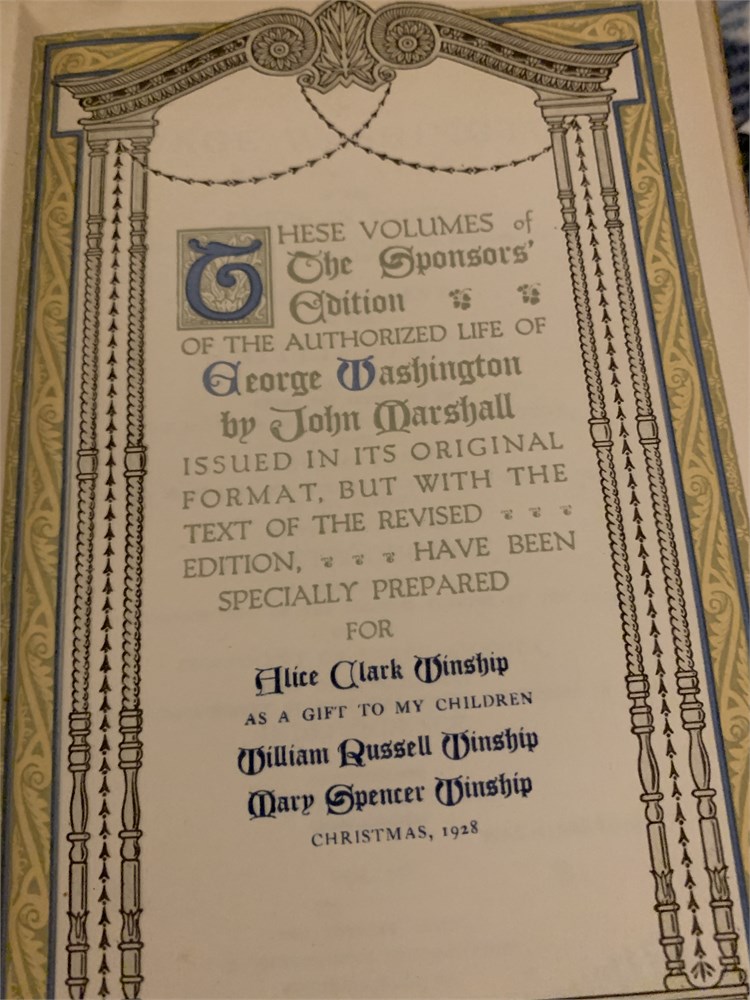 THESE VOLUMES of
The Sponsors'
Edition
OF THE AUTHORIZED LIFE OF
George Washington
by John Marshall
ISSUED IN ITS ORIGINAL
FORMAT, BUT WITH THE
TEXT OF THE REVISED
EDITION, HAVE BEEN
SPECIALLY PREPARED
FOR
Alice Clark Winship
AS A GIFT TO MY CHILDREN
William Russell Winship
Mary Spencer Winship
CHRISTMAS, 1928